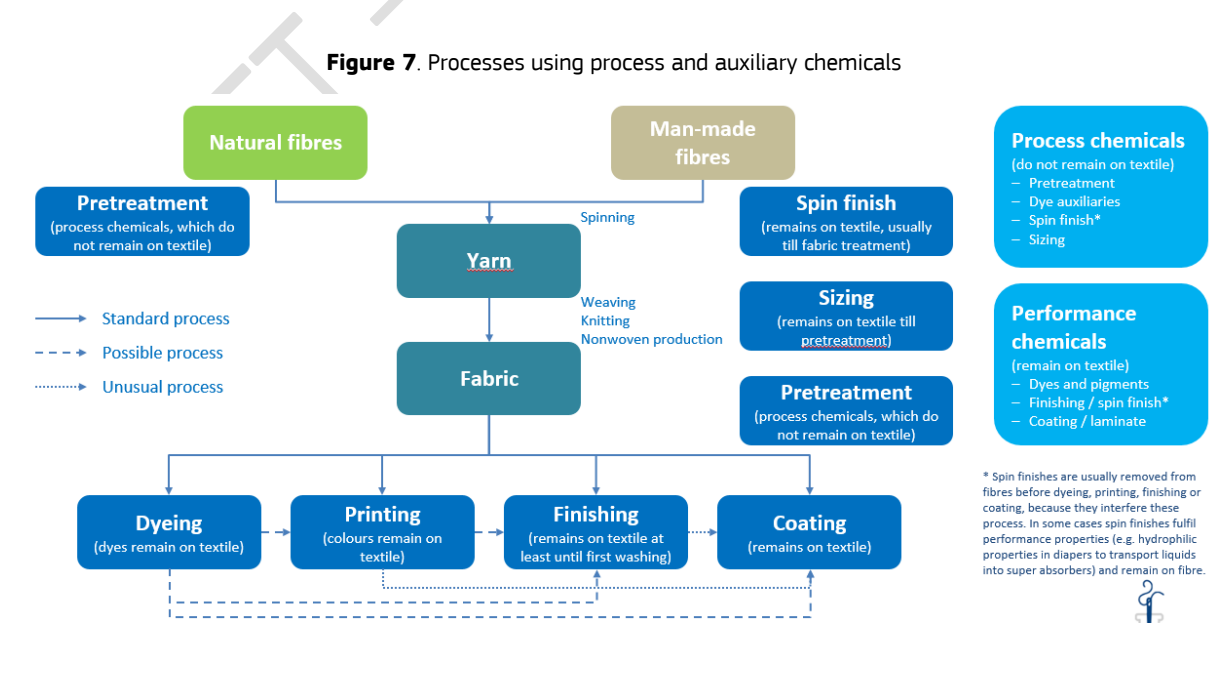 Figure 7. Processes using process and auxiliary chemicals
Natural fibres
Man-made
fibres
Process chemicals
(do not remain on textile)
– Pretreatment
– Dye auxiliaries
– Spin finish*
– Sizing
Pretreatment
(process chemicals, which do
not remain on textile)
Spinning
Spin finish
(remains on textile, usually
till fabric treatment)
Yarn
Weaving
Knitting
Nonwoven production
Sizing
(remains on textile till
pretreatment)
Performance
chemicals
(remain on textile)
– Dyes and pigments
– Finishing / spin finish*
– Coating / laminate
Standard process
Possible process
Unusual process
Fabric
Pretreatment
(process chemicals, which do
not remain on textile)
* Spin finishes are usually removed from
fibres before dyeing, printing, finishing or
coating, because they interfere these
process. In some cases spin finishes fulfil
performance properties (e.g. hydrophilic
properties in diapers to transport liquids
into super absorbers) and remain on fibre.
Dyeing
(dyes remain on textile)
Printing
(colours remain on
textile)
Finishing
(remains on textile at
least until first washing)
Coating
(remains on textile)